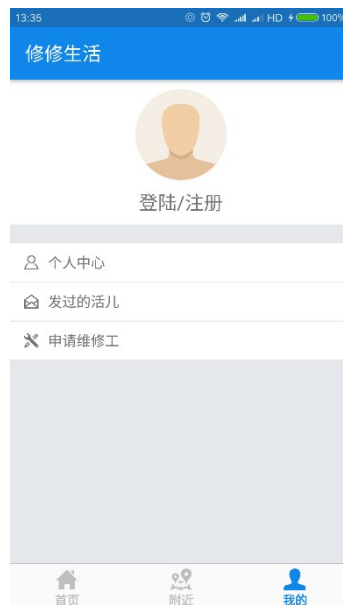 13:35 HD 100%
修修生活
登陆/注册
个人中心
发过的活儿
申请维修工
首页 附近 我的